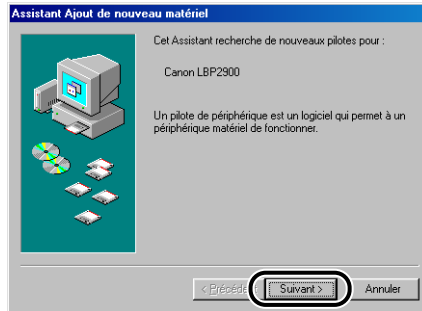 Assistant Ajout de nouveau matériel
Cet Assistant recherche de nouveaux pilotes pour :
Canon LBP2900
Un pilote de périphérique est un logiciel qui permet à un
périphérique matériel de fonctionner.
< Précédent Suivant > Annuler